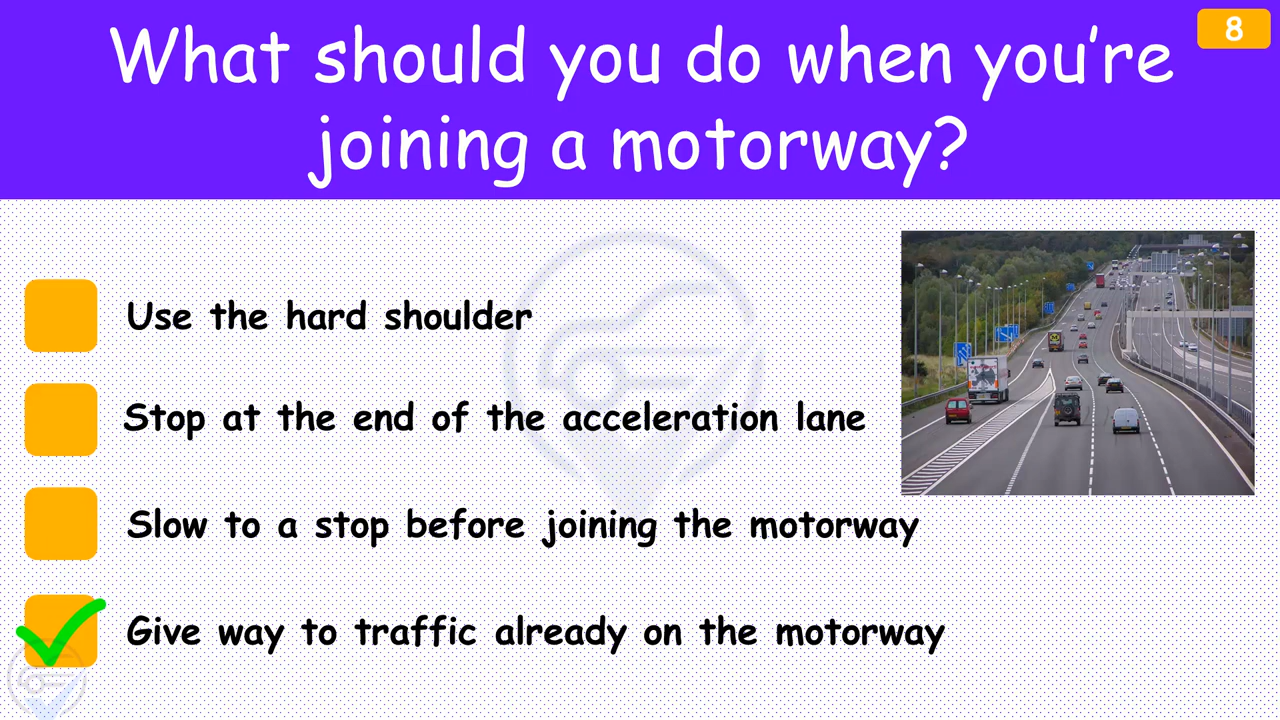 8
What should you do when you're
joining a motorway?
Use the hard shoulder
Stop at the end of the acceleration lane
Slow to a stop before joining the motorway
Give way to traffic already on the motorway